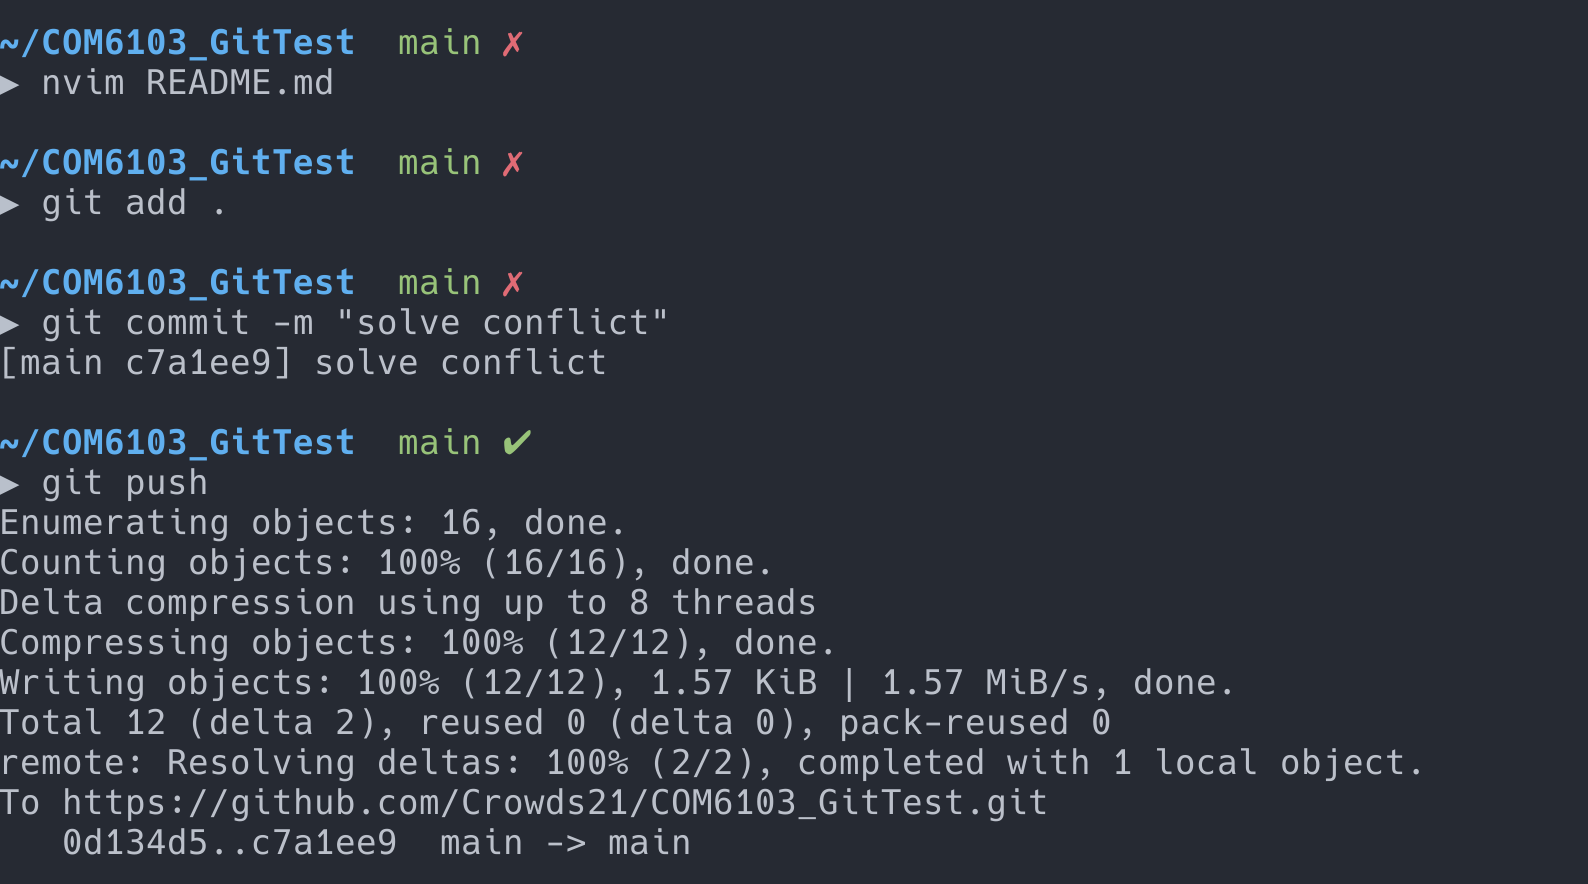 ~/COM6103_GitTest main ✗
▶ nvim README.md
~/COM6103_GitTest main ✗
▶ git add .
~/COM6103_GitTest main ✗
▶ git commit -m "solve conflict"
[main c7a1ee9] solve conflict
~/COM6103_GitTest main ✔
▶ git push
Enumerating objects: 16, done.
Counting objects: 100% (16/16), done.
Delta compression using up to 8 threads
Compressing objects: 100% (12/12), done.
Writing objects: 100% (12/12), 1.57 KiB | 1.57 MiB/s, done.
Total 12 (delta 2), reused 0 (delta 0), pack-reused 0
remote: Resolving deltas: 100% (2/2), completed with 1 local object.
To https://github.com/Crowds21/COM6103_GitTest.git
   0d134d5..c7a1ee9  main -> main